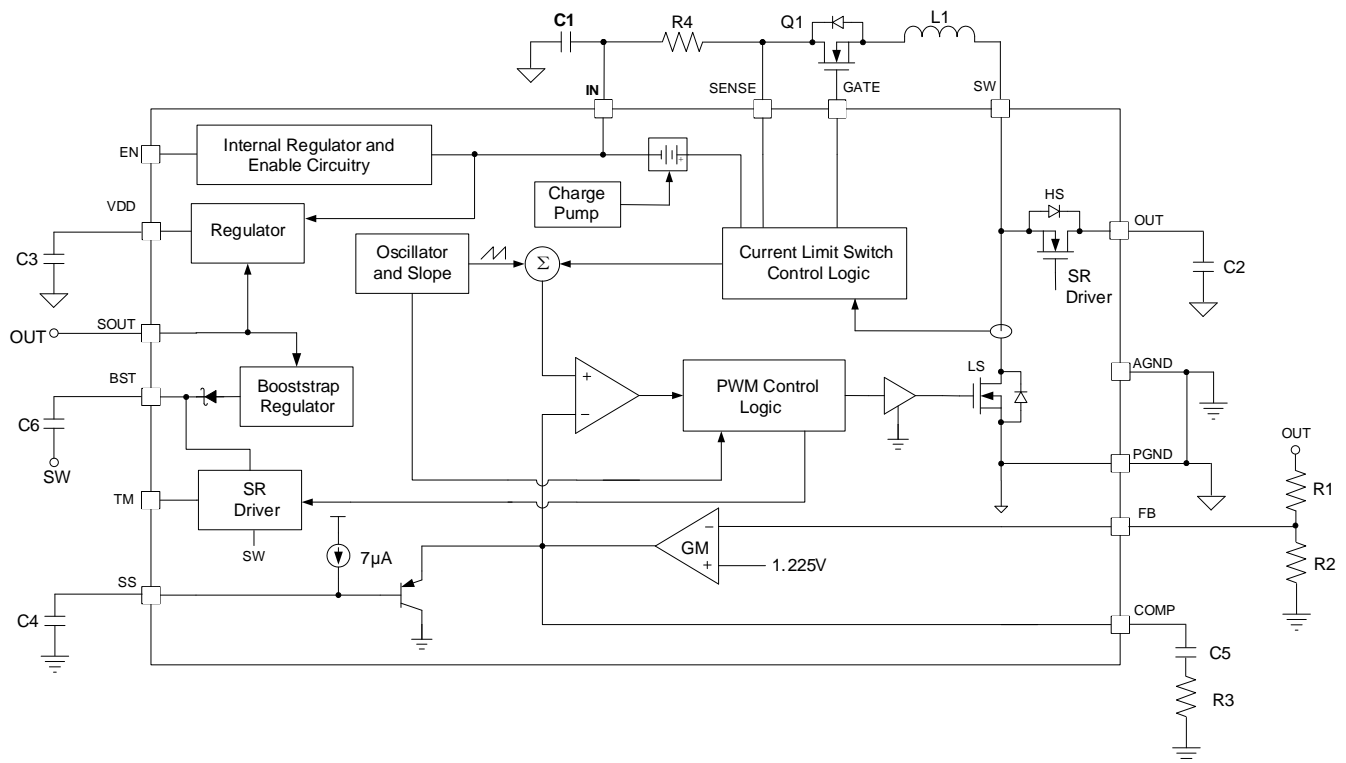 C1
R4
Q1
L1
IN
SENSE
GATE
SW
EN
Internal Regulator and
Enable Circuitry
VDD
Regulator
Charge
Pump
HS
OUT
C3
Oscillator
and Slope
Σ
Current Limit Switch
Control Logic
SR
Driver
C2
SOUT
OUT
BST
Booststrap
Regulator
+
−
PWM Control
Logic
LS
AGND
C6
SW
OUT
PGND
TM
SR
Driver
R1
FB
SW
7µA
GM
−
+
1.225V
R2
SS
C4
COMP
C5
R3